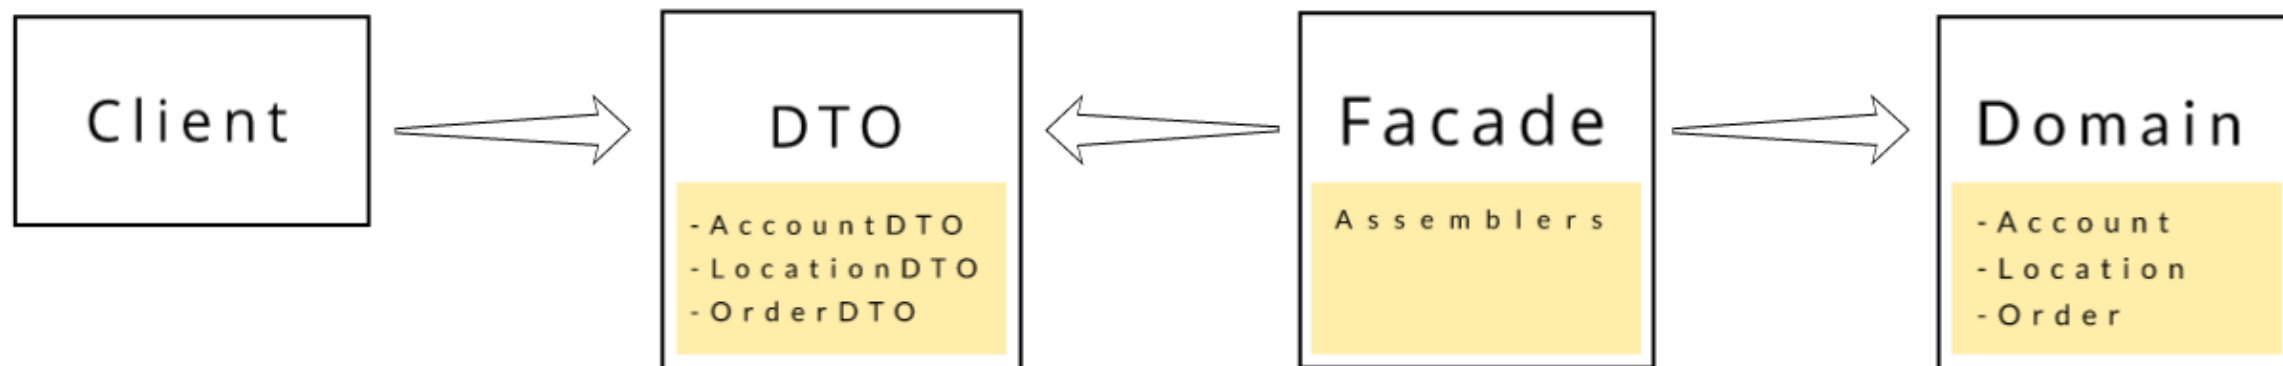 Client
DTO
-AccountDTO
-LocationDTO
-OrderDTO
Facade
Assemblers
Domain
-Account
-Location
-Order